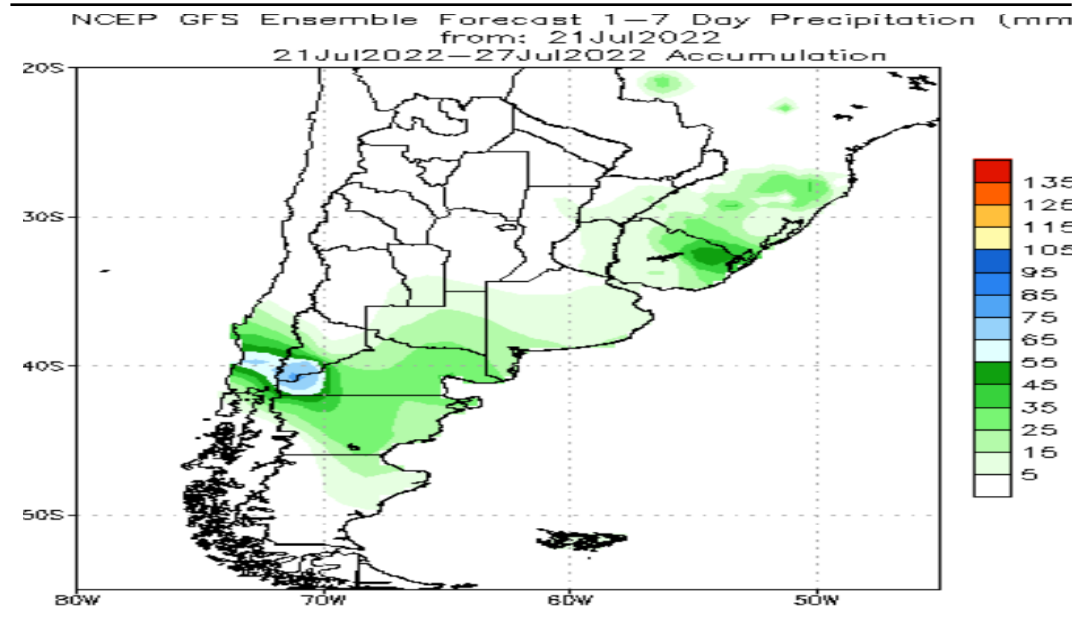 NCEP GFS Ensemble Forecast 1-7 Day Precipitation (mm
from: 21Jul2022
21Jul2022-27Jul2022 Accumulation
20S
30S
40S
50S
80W 70W 60W 50W
135
125
115
105
95
85
75
65
55
45
35
25
15
5